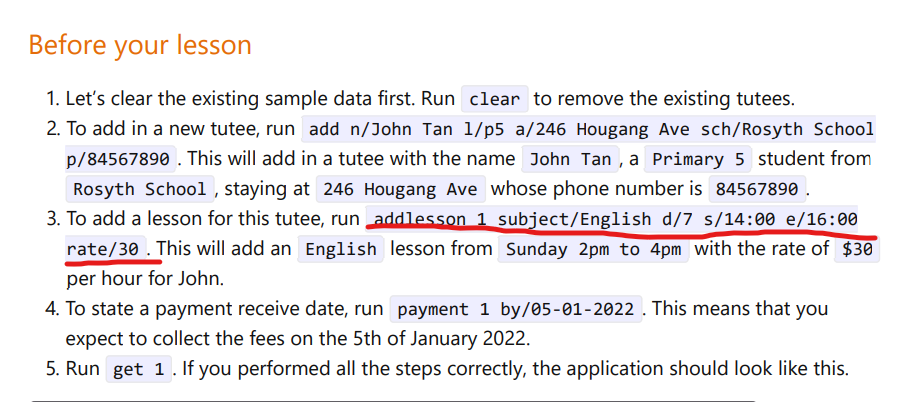 Before your lesson
1. Let's clear the existing sample data first. Run clear to remove the existing tutees.
2. To add in a new tutee, run add n/John Tan l/p5 a/246 Hougang Ave sch/Rosyth School
p/84567890 . This will add in a tutee with the name John Tan , a Primary 5 student from
Rosyth School , staying at 246 Hougang Ave whose phone number is 84567890 .
3. To add a lesson for this tutee, run addlesson 1 subject/English d/7 s/14:00 e/16:00
rate/30 . This will add an English lesson from Sunday 2pm to 4pm with the rate of $30
per hour for John.
4. To state a payment receive date, run payment 1 by/05-01-2022 . This means that you
expect to collect the fees on the 5th of January 2022.
5. Run get 1 . If you performed all the steps correctly, the application should look like this.